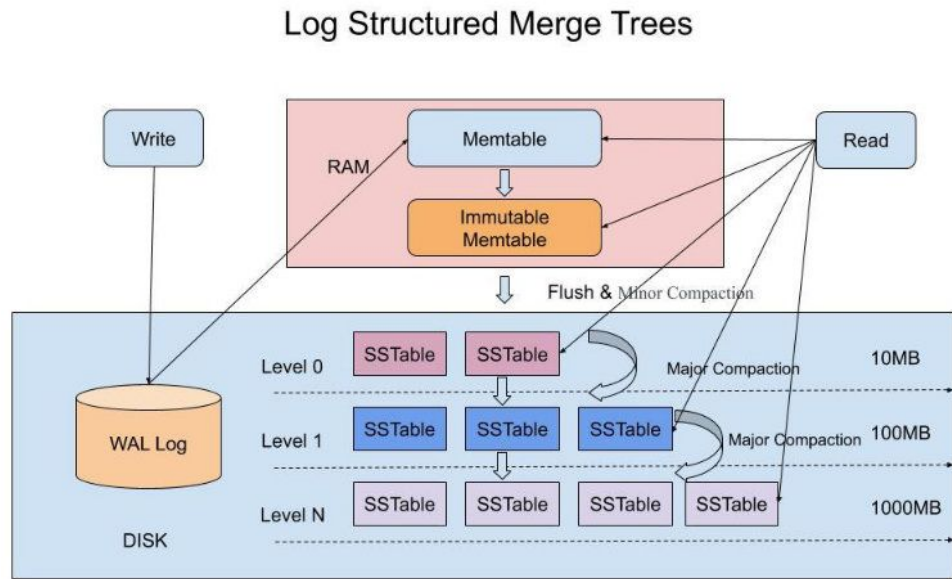 Log Structured Merge Trees
Write
Memtable
Read
RAM
Immutable
Memtable
Flush & Minor Compaction
Level 0
SSTable
SSTable
Major Compaction
10MB
WAL Log
Level 1
SSTable
SSTable
SSTable
Major Compaction
100MB
Level N
SSTable
SSTable
SSTable
SSTable
1000MB
DISK